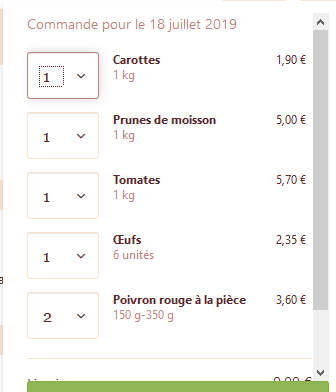 Commande pour le 18 juillet 2019
1 Carottes 1,90 €
1 kg
1 Prunes de moisson 5,00 €
1 kg
1 Tomates 5,70 €
1 kg
1 Œufs 2,35 €
6 unités
2 Poivron rouge à la pièce 3,60 €
150 g-350 g